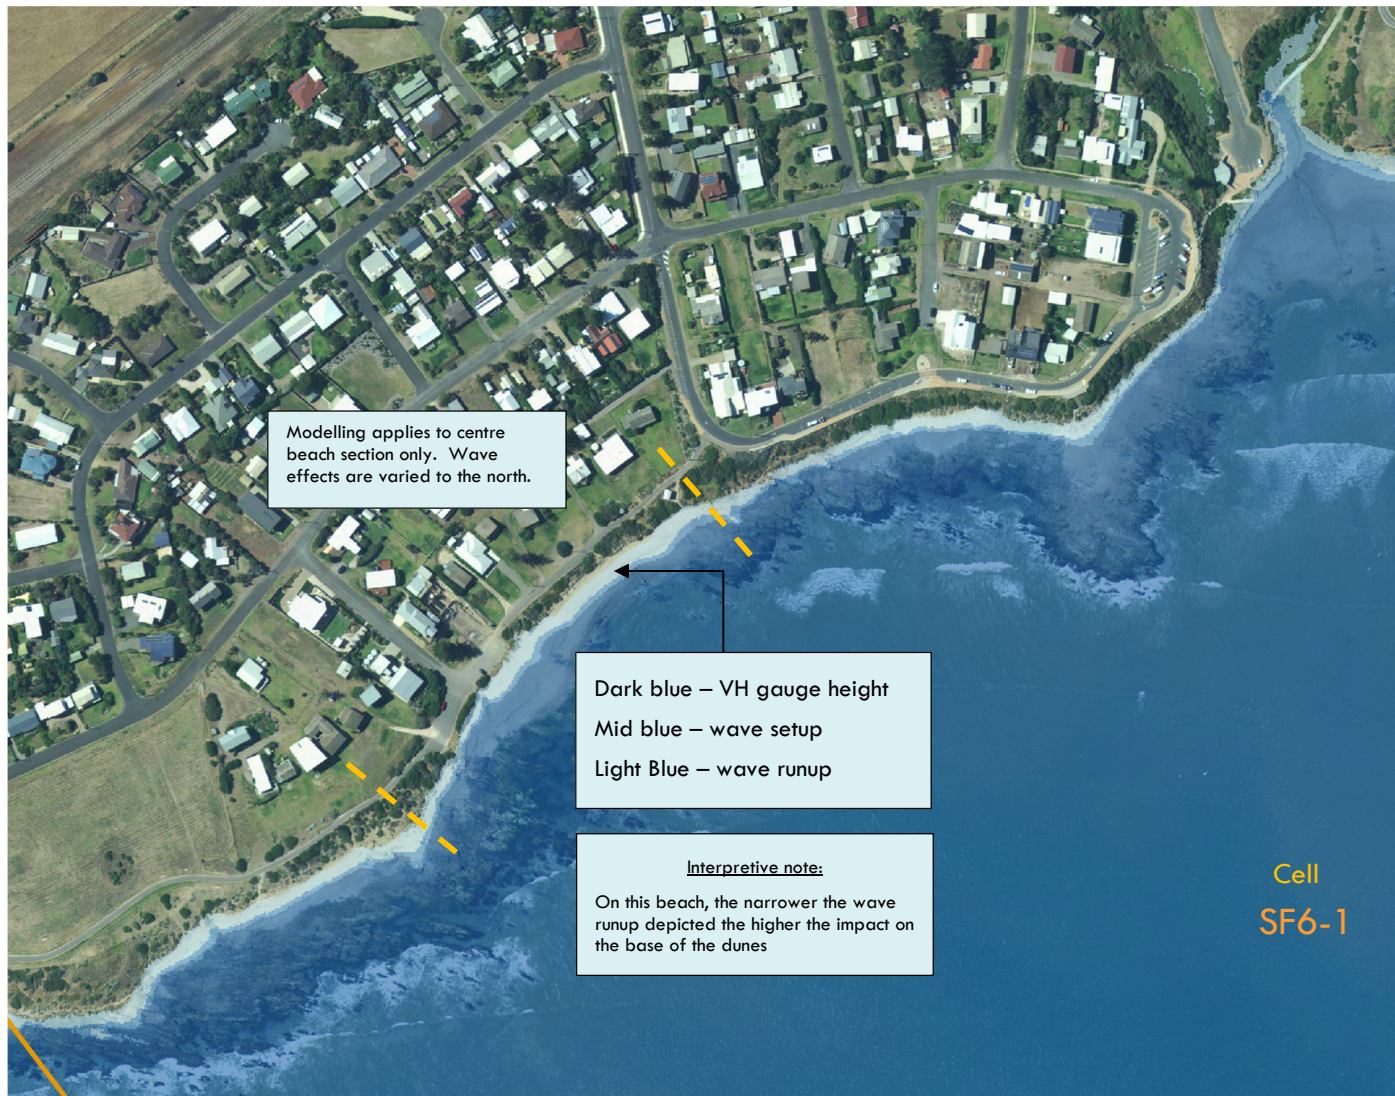 Modelling applies to centre
beach section only.  Wave
effects are varied to the north.
Dark blue – VH gauge height
Mid blue – wave setup
Light Blue – wave runup
Interpretive note:
On this beach, the narrower the wave
runup depicted the higher the impact on
the base of the dunes
Cell
SF6-1